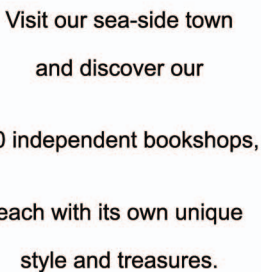 Visit our sea-side town
and discover our
0 independent bookshops,
each with its own unique
style and treasures.